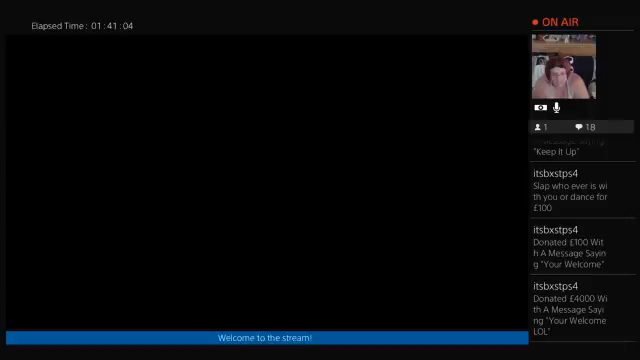 Elapsed Time : 01 : 41 : 04
ON AIR
1
18
"Keep It Up"
itsbxstps4
Slap who ever is wi
th you or dance for
£100
itsbxstps4
Donated £100 Wit
h A Message Sayin
g "Your Welcome"
itsbxstps4
Donated £4000 Wi
th A Message Sayi
ng "Your Welcome
LOL"
Welcome to the stream!